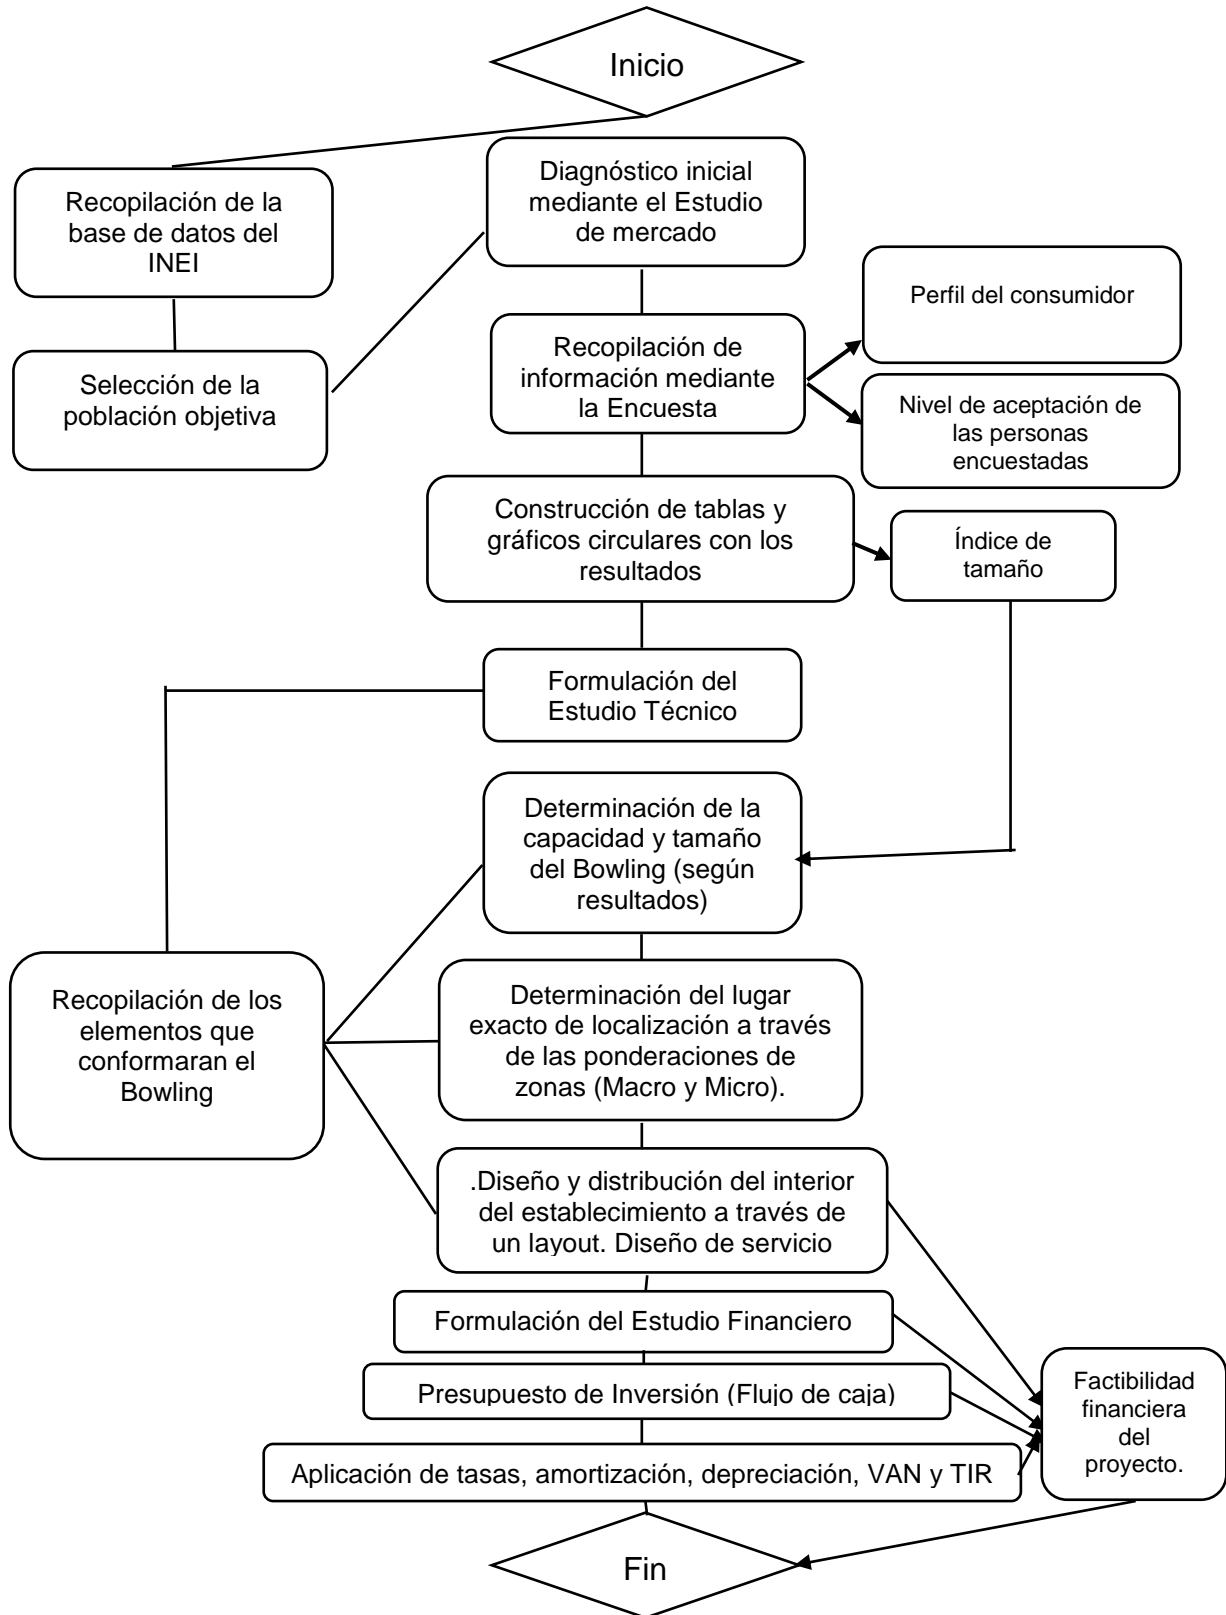 Inicio
Recopilación de la
base de datos del
INEI
Selección de la
población objetiva
Diagnóstico inicial
mediante el Estudio
de mercado
Recopilación de
información mediante
la Encuesta
Perfil del consumidor
Nivel de aceptación de
las personas
encuestadas
Construcción de tablas y
gráficos circulares con los
resultados
Índice de
tamaño
Formulación del
Estudio Técnico
Determinación de la
capacidad y tamaño
del Bowling (según
resultados)
Recopilación de los
elementos que
conformaran el
Bowling
Determinación del lugar
exacto de localización a través
de las ponderaciones de
zonas (Macro y Micro).
.Diseño y distribución del interior
del establecimiento a través de
un layout. Diseño de servicio
Formulación del Estudio Financiero
Presupuesto de Inversión (Flujo de caja)
Aplicación de tasas, amortización, depreciación, VAN y TIR
Factibilidad
financiera
del
proyecto.
Fin